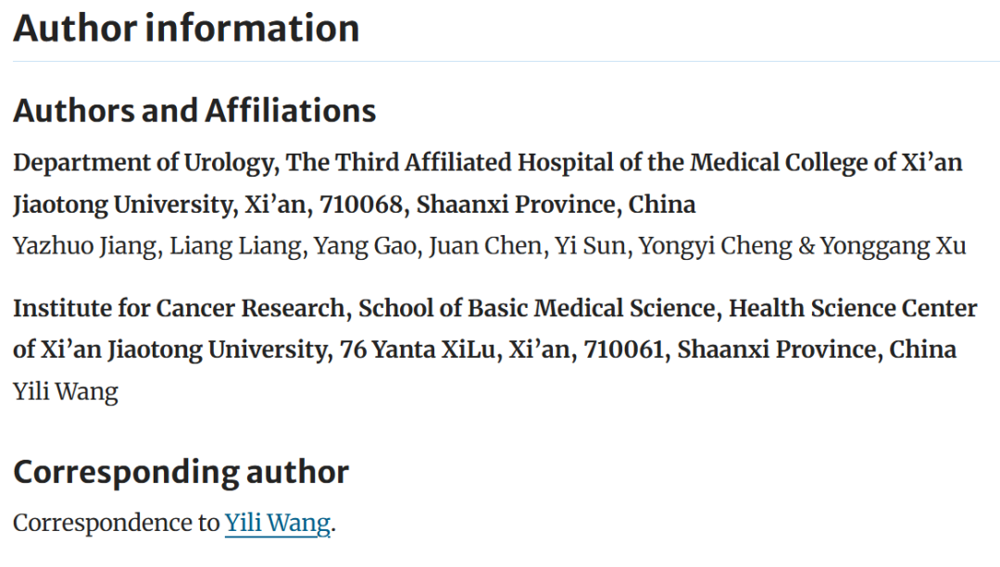 Author information
Authors and Affiliations
Department of Urology, The Third Affiliated Hospital of the Medical College of Xi’an
Jiaotong University, Xi’an, 710068, Shaanxi Province, China
Yazhuo Jiang, Liang Liang, Yang Gao, Juan Chen, Yi Sun, Yongyi Cheng & Yonggang Xu
Institute for Cancer Research, School of Basic Medical Science, Health Science Center
of Xi’an Jiaotong University, 76 Yanta XiLu, Xi’an, 710061, Shaanxi Province, China
Yili Wang
Corresponding author
Correspondence to Yili Wang.